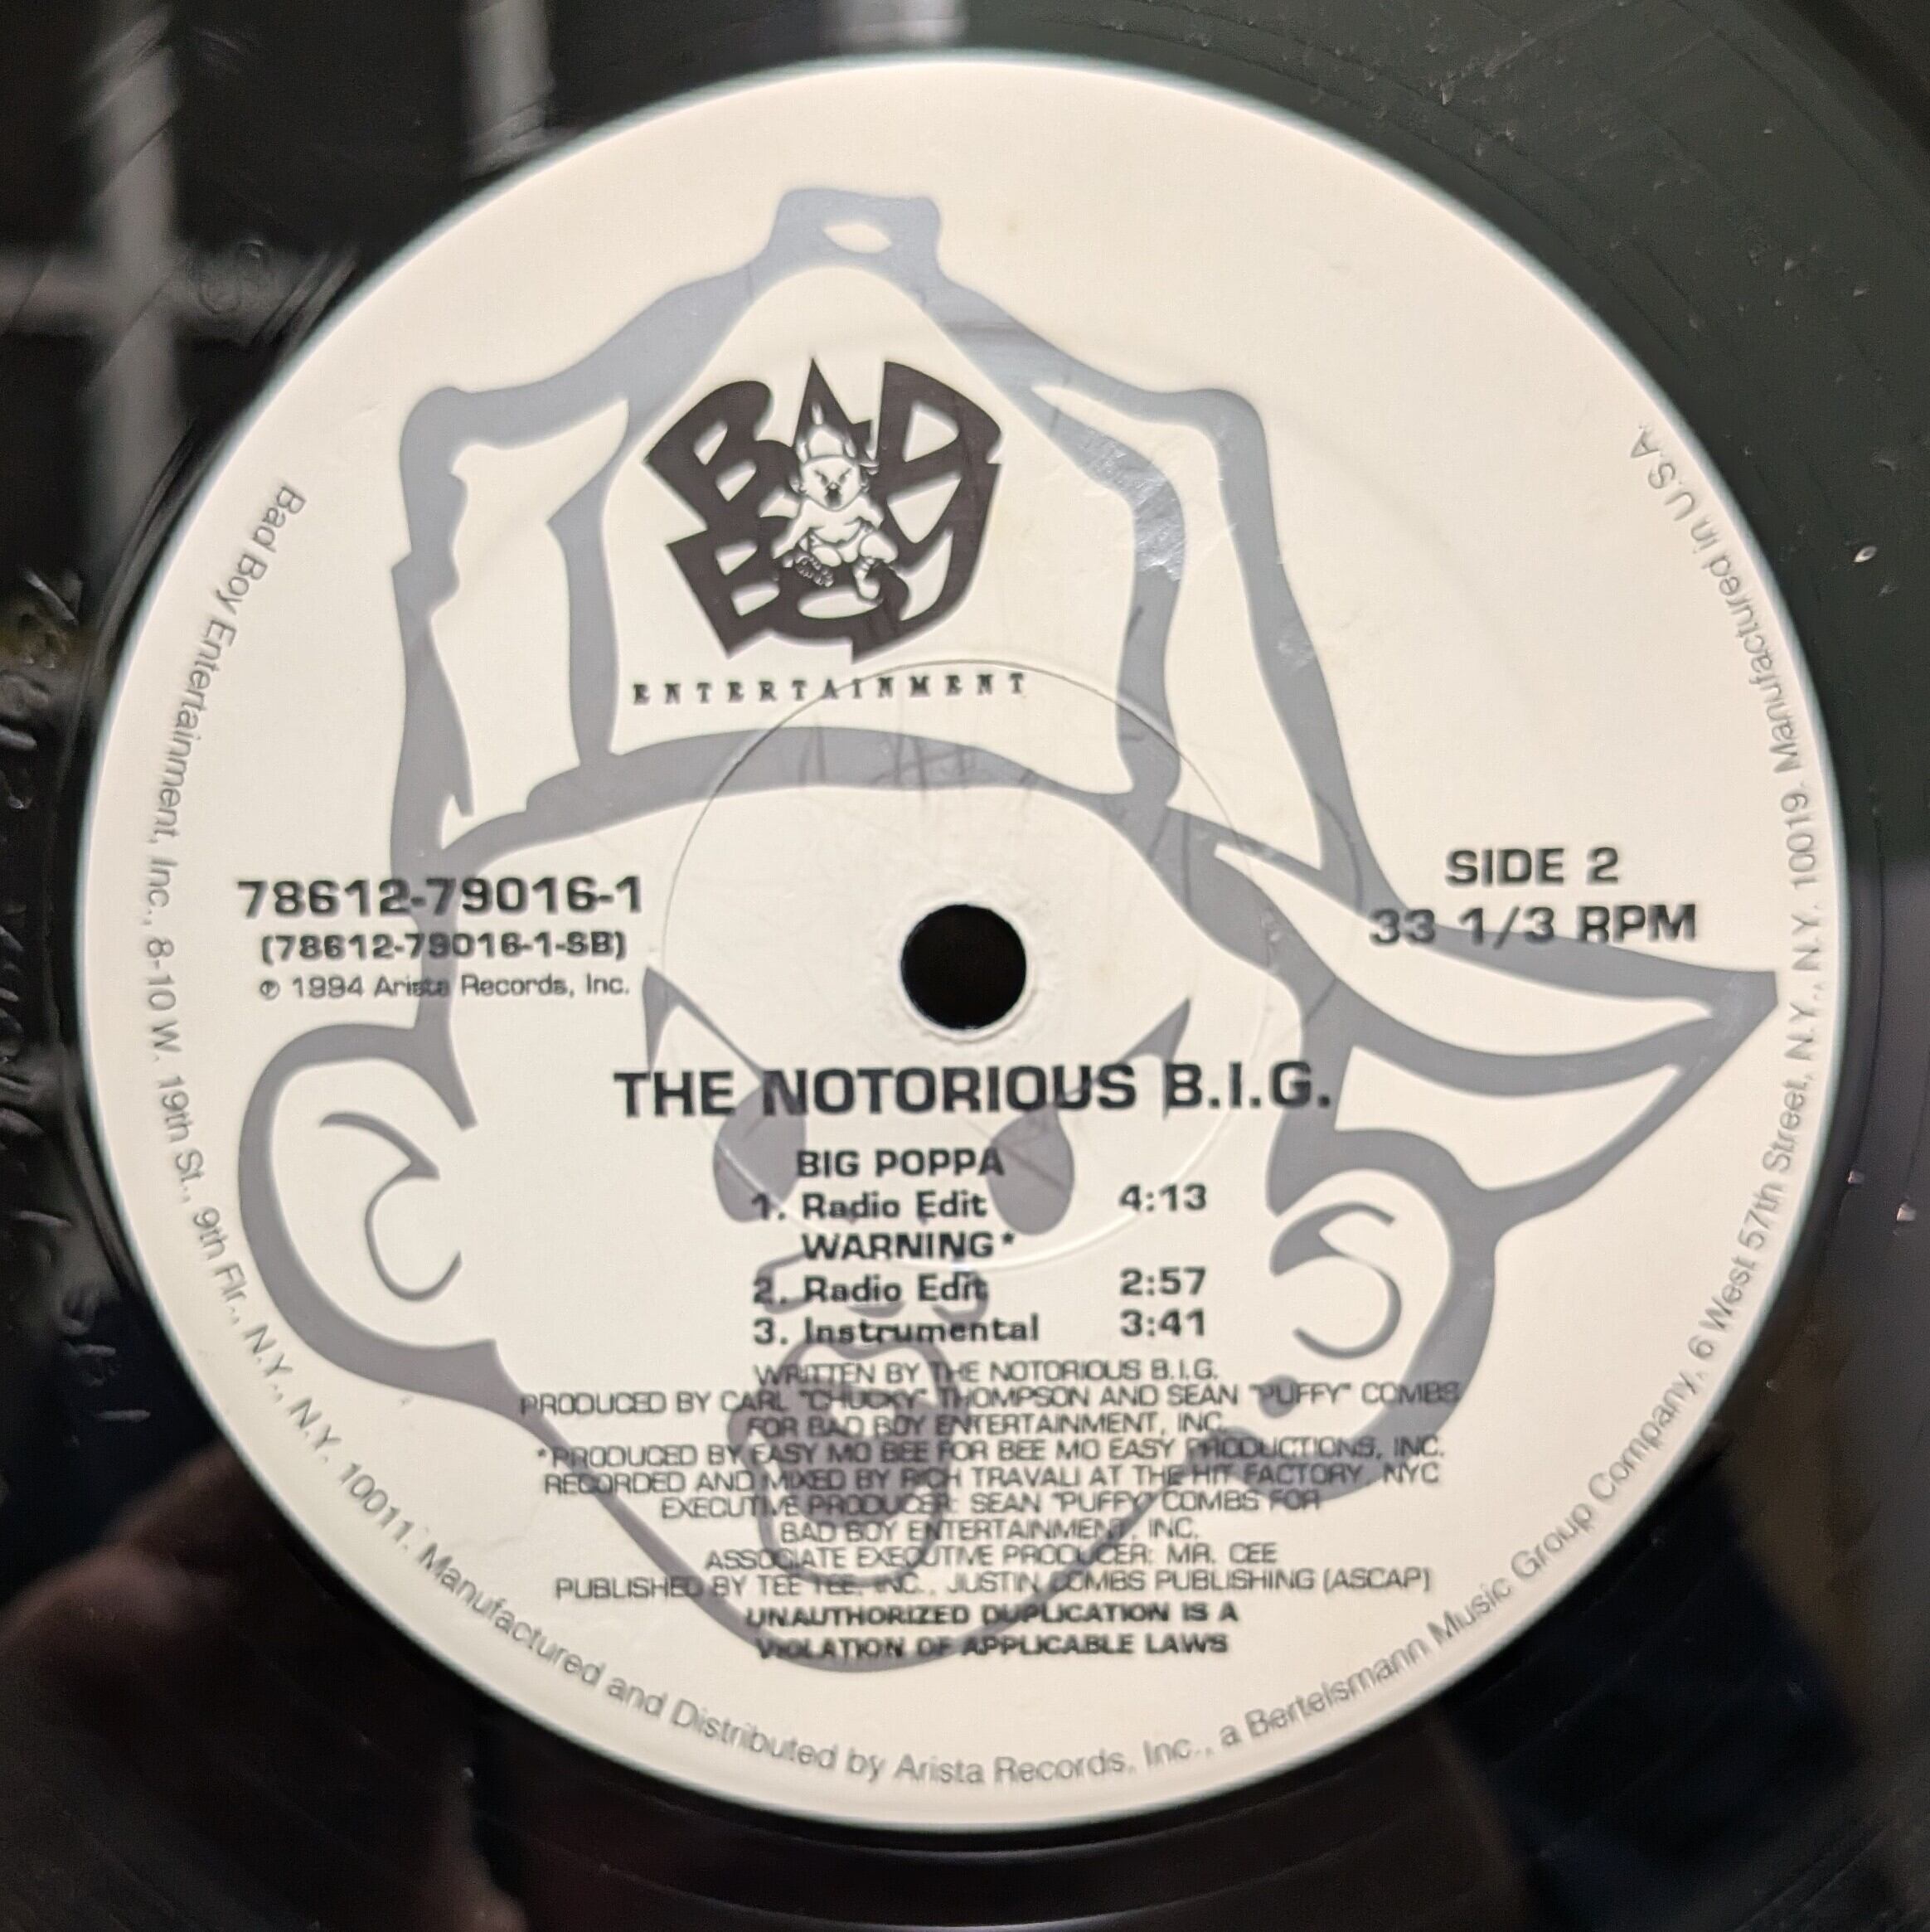 BAD
BOY
ENTERTAINMENT
78612-79016-1
(78612-79016-1-SB)
℗ 1994 Arista Records, Inc.
SIDE 2
33 1/3 RPM
THE NOTORIOUS B.I.G.
BIG POPPA
1. Radio Edit 4:13
WARNING*
2. Radio Edit 2:57
3. Instrumental 3:41
WRITTEN BY THE NOTORIOUS B.I.G.
PRODUCED BY CARL "CHUCKY" THOMPSON AND SEAN "PUFFY" COMBS
FOR BAD BOY ENTERTAINMENT, INC.
*PRODUCED BY EASY MO BEE FOR BEE MO EASY PRODUCTIONS, INC.
RECORDED AND MIXED BY RICH TRAVALI AT THE HIT FACTORY, NYC
EXECUTIVE PRODUCER: SEAN "PUFFY" COMBS FOR
BAD BOY ENTERTAINMENT, INC.
ASSOCIATE EXECUTIVE PRODUCER: MR. CEE
PUBLISHED BY TEE TEE, INC., JUSTIN COMBS PUBLISHING (ASCAP)
UNAUTHORIZED DUPLICATION IS A
VIOLATION OF APPLICABLE LAWS
Bad Boy Entertainment, Inc., 8-10 W. 19th St., 9th Flr., N.Y., N.Y. 10011. Manufactured and Distributed by Arista Records, Inc., a Bertelsmann Music Group Company, 6 West 57th Street, N.Y., N.Y. 10019. Manufactured in U.S.A.